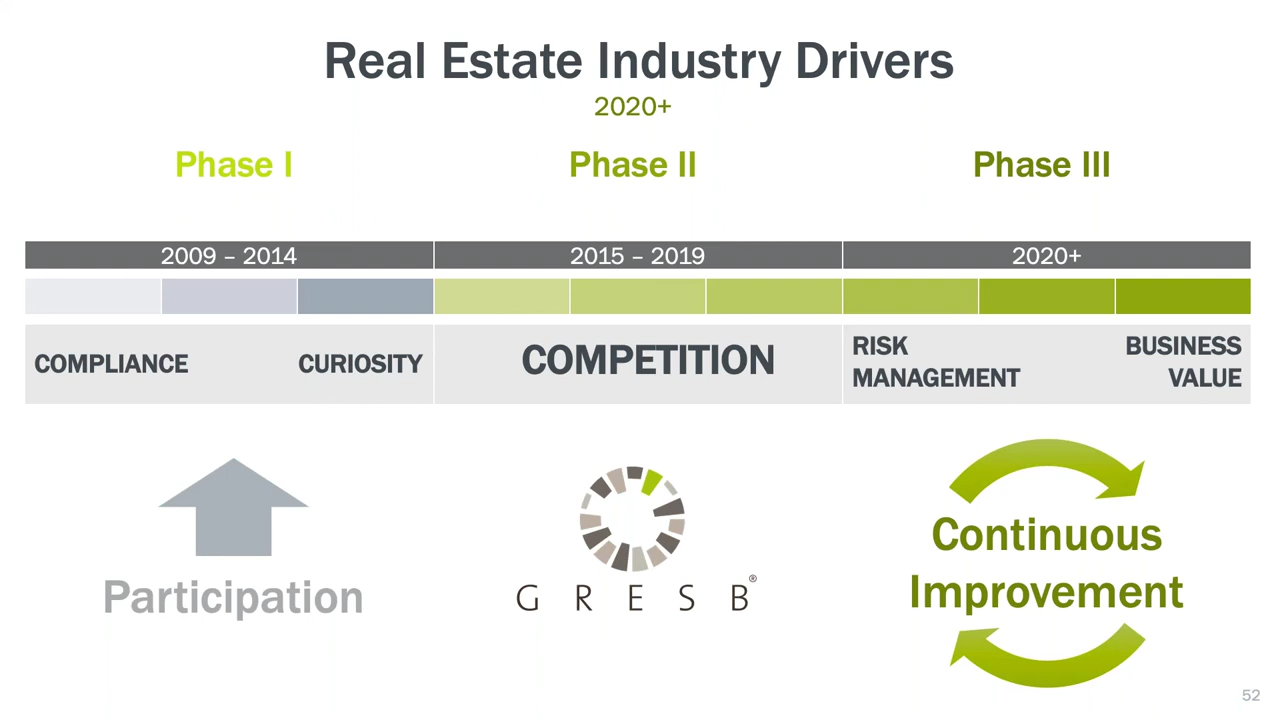 Real Estate Industry Drivers
2020+
Phase I
Phase II
Phase III
2009 – 2014
2015 – 2019
2020+
COMPLIANCE
CURIOSITY
COMPETITION
RISK
MANAGEMENT
BUSINESS
VALUE
Participation
G R E S B®
Continuous
Improvement
52